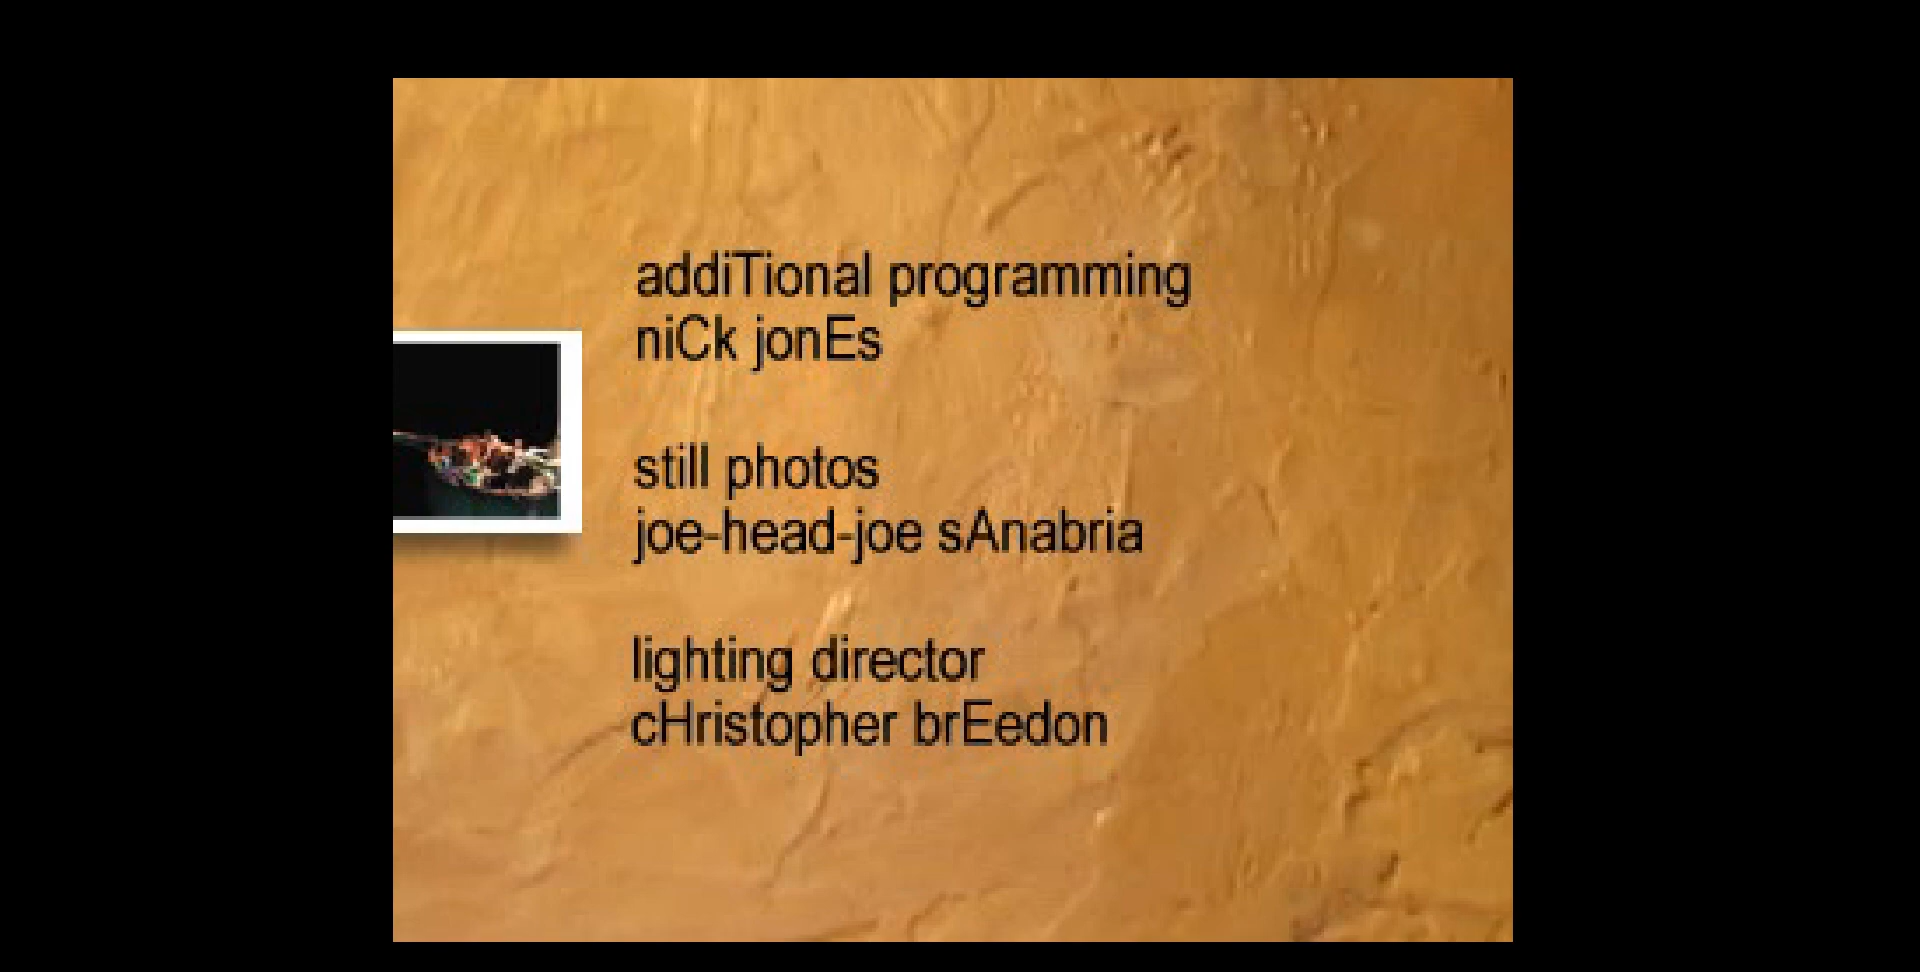 addiTional programming
niCk jonEs
still photos
joe-head-joe sAnabria
lighting director
cHristopher brEedon